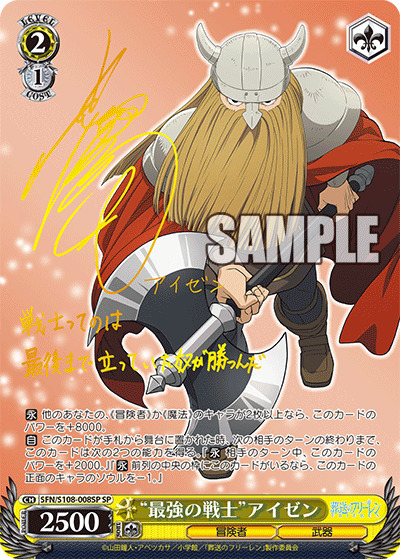 LEVEL
2
1
COST
SAMPLE
アイゼン
戦士ってのは
最後まで立っていた奴が勝つんだ
永 他のあなたの、《冒険者》か《魔法》のキャラが2枚以上なら、このカードの
パワーを+8000。
自 このカードが手札から舞台に置かれた時、次の相手のターンの終わりまで、
このカードは次の2つの能力を得る。『永 相手のターン中、このカードの
パワーを+1000。』『永 前列の中央の枠にこのカードがいるなら、このカードの
正面のキャラのソウルを-1。』
CH SFN/S108-008SP SP
2500
"最強の戦士"アイゼン
葬送のフリーレン
冒険者 武器
©山田鐘人・アベツカサ/小学館/「葬送のフリーレン」製作委員会